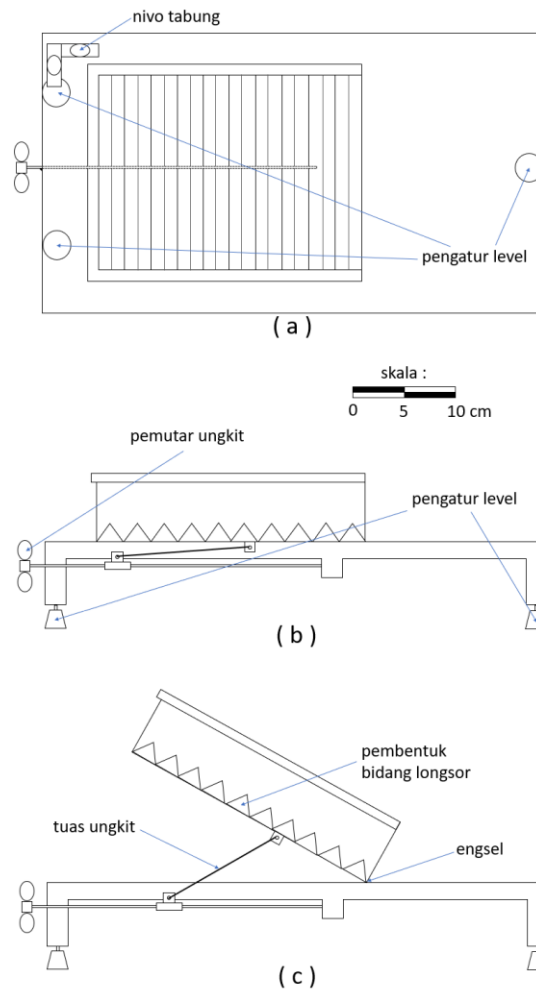 nivo tabung
pengatur level
( a )
skala :
0 5 10 cm
pemutar ungkit
pengatur level
( b )
pembentuk
bidang longsor
tuas ungkit
engsel
( c )